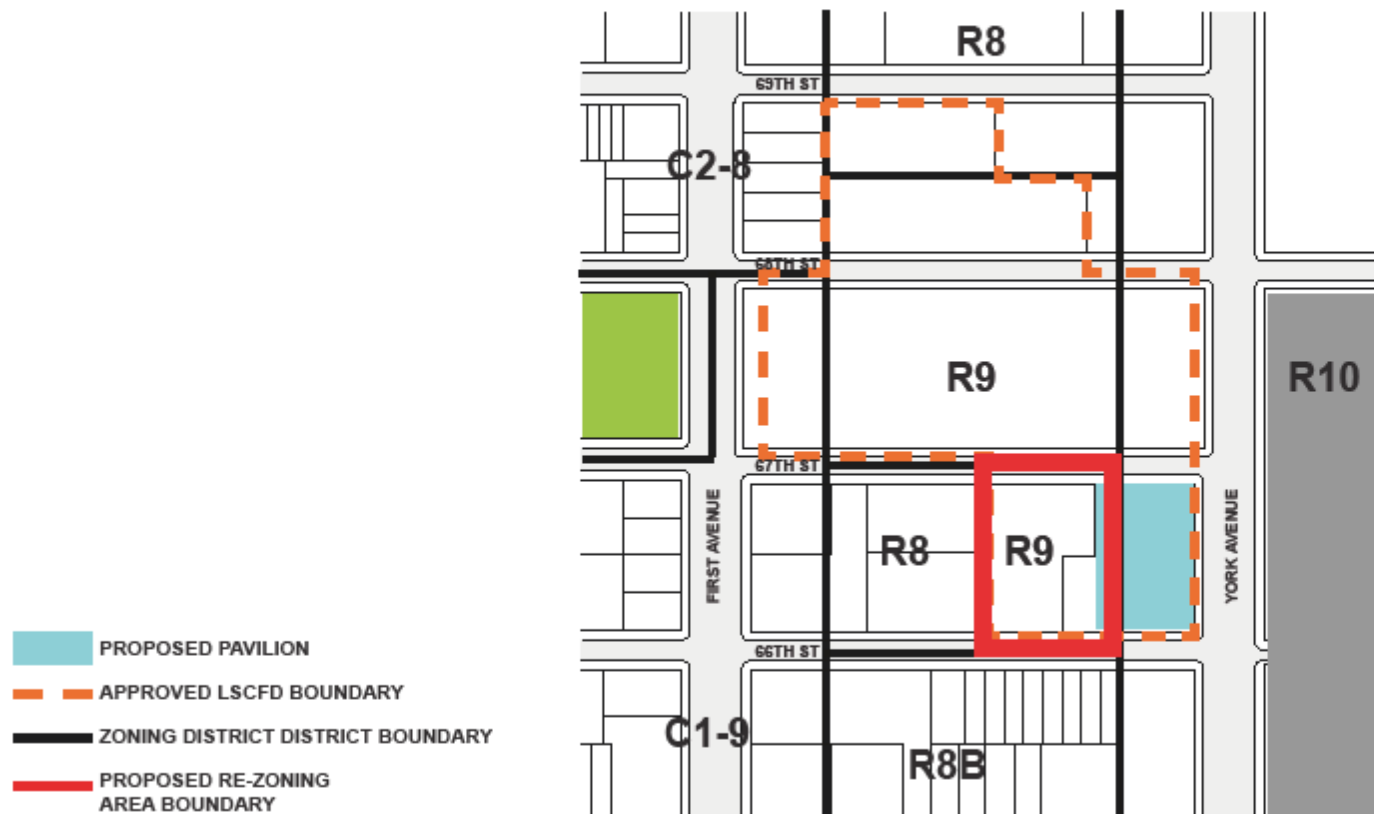 R8
69TH ST
C2-8
68TH ST
R9
R10
67TH ST
FIRST AVENUE
R8
R9
YORK AVENUE
66TH ST
C1-9
R8B
PROPOSED PAVILION
APPROVED LSCFD BOUNDARY
ZONING DISTRICT DISTRICT BOUNDARY
PROPOSED RE-ZONING
AREA BOUNDARY